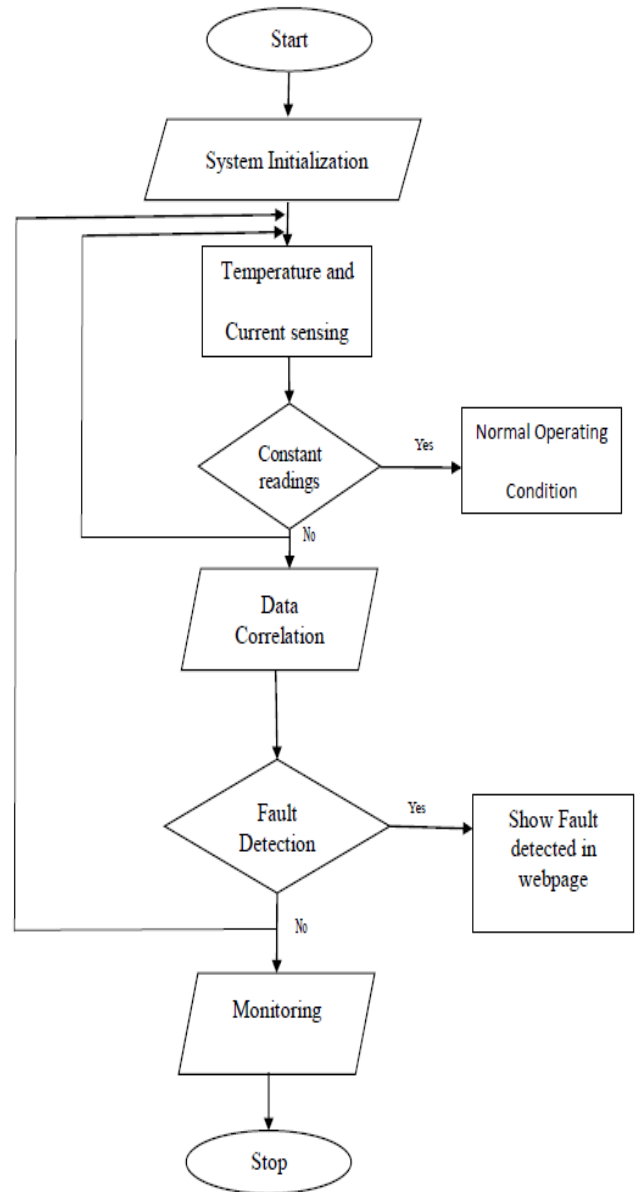 Start
System Initialization
Temperature and
Current sensing
Constant
readings
Yes
Normal Operating
Condition
No
Data
Correlation
Fault
Detection
Yes
Show Fault
detected in
webpage
No
Monitoring
Stop